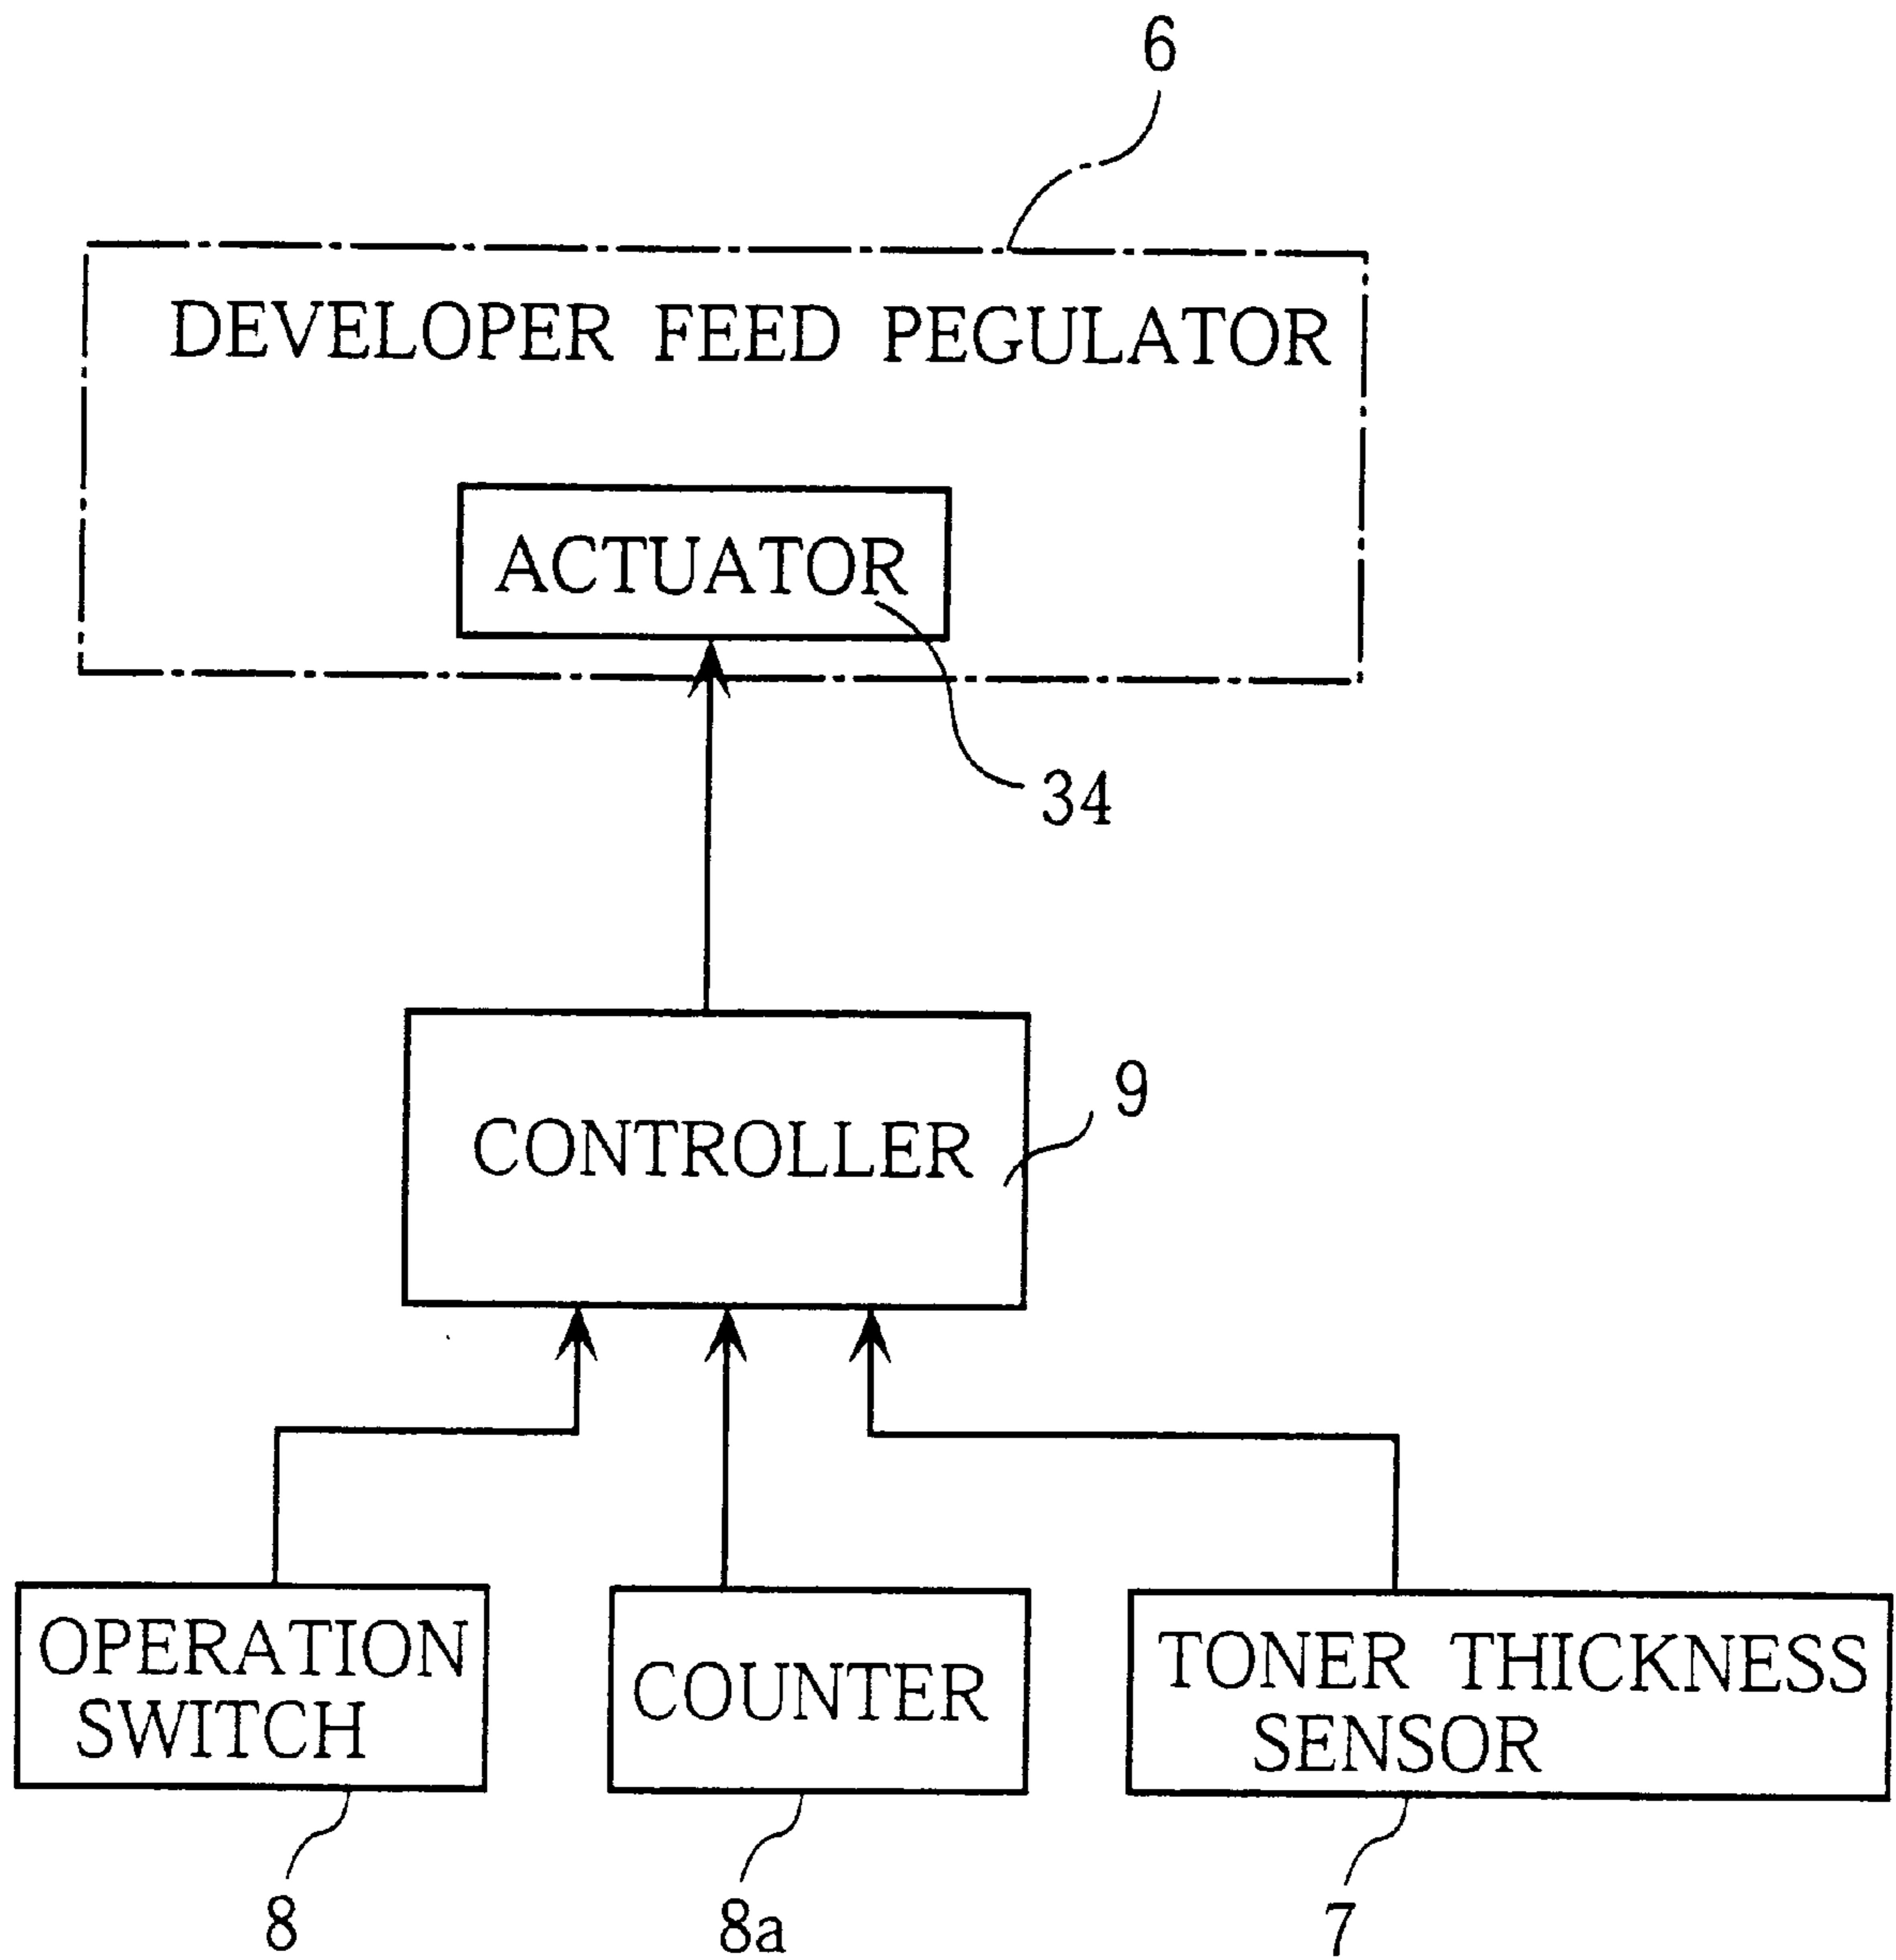 6
DEVELOPER FEED PEGULATOR
ACTUATOR
34
CONTROLLER
9
OPERATION
SWITCH
COUNTER
TONER THICKNESS
SENSOR
8
8a
7